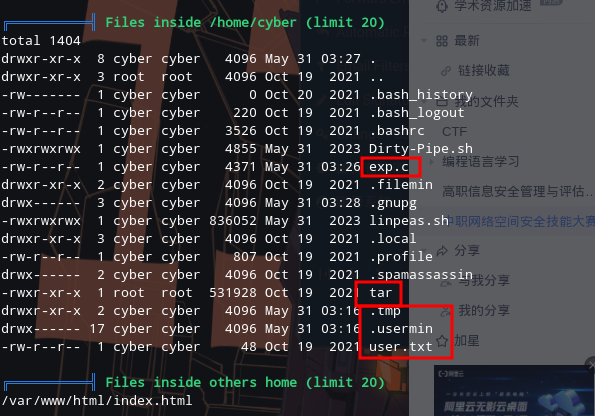 Files inside /home/cyber (limit 20)
total 1404
drwxr-xr-x 8 cyber cyber 4096 May 31 03:27 .
drwxr-xr-x 3 root root 4096 Oct 19 2021 ..
-rw------- 1 cyber cyber 0 Oct 20 2021 .bash_history
-rw-r--r-- 1 cyber cyber 220 Oct 19 2021 .bash_logout
-rw-r--r-- 1 cyber cyber 3526 Oct 19 2021 .bashrc
-rwxrwxrwx 1 cyber cyber 4855 May 31 2023 Dirty-Pipe.sh
-rw-r--r-- 1 cyber cyber 4371 May 31 03:26 exp.c
drwxr-xr-x 2 cyber cyber 4096 Oct 19 2021 .filemin
drwx------ 3 cyber cyber 4096 May 31 03:28 .gnupg
-rwxrwxrwx 1 cyber cyber 836052 May 31 2023 linpeas.sh
drwxr-xr-x 3 cyber cyber 4096 Oct 19 2021 .local
-rw-r--r-- 1 cyber cyber 807 Oct 19 2021 .profile
drwx------ 2 cyber cyber 4096 Oct 19 2021 .spamassassin
-rwxr-xr-x 1 root root 531928 Oct 19 2021 tar
drwxr-xr-x 2 cyber cyber 4096 May 31 03:16 .tmp
drwx------ 17 cyber cyber 4096 May 31 03:16 .usermin
-rw-r--r-- 1 cyber cyber 48 Oct 19 2021 user.txt
Files inside others home (limit 20)
/var/www/html/index.html
学术资源加速
最新
链接收藏
我的文件夹
CTF
编程语言学习
高职信息安全管理与评估...
中职网络空间安全技能大赛
分享
与我分享
我的分享
加星
阿里云
阿里云无影云桌面